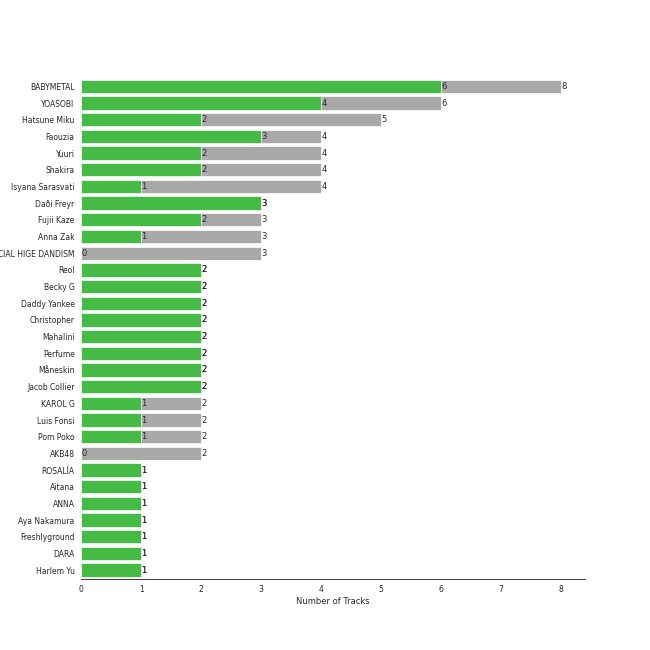 BABYMETAL 6 8
YOASOBI 4 6
Hatsune Miku 2 5
Faouzia 3 4
Yuuri 2 4
Shakira 2 4
Isyana Sarasvati 1 4
Daði Freyr 3
Fujii Kaze 2 3
Anna Zak 1 3
CIAL HIGE DANDISM 0 3
Reol 2
Becky G 2
Daddy Yankee 2
Christopher 2
Mahalini 2
Perfume 2
Måneskin 2
Jacob Collier 2
KAROL G 1 2
Luis Fonsi 1 2
Pom Poko 1 2
AKB48 0 2
ROSALÍA 1
Aitana 1
ANNA 1
Aya Nakamura 1
Freshlyground 1
DARA 1
Harlem Yu 1
0 1 2 3 4 5 6 7 8
Number of Tracks